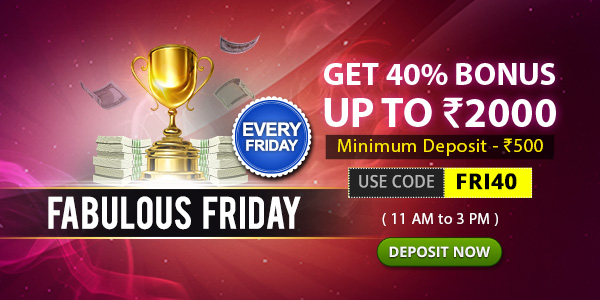 GET 40% BONUS
UP TO ₹2000
Minimum Deposit - ₹500
USE CODE FRI40
( 11 AM to 3 PM )
DEPOSIT NOW
EVERY
FRIDAY
FABULOUS FRIDAY